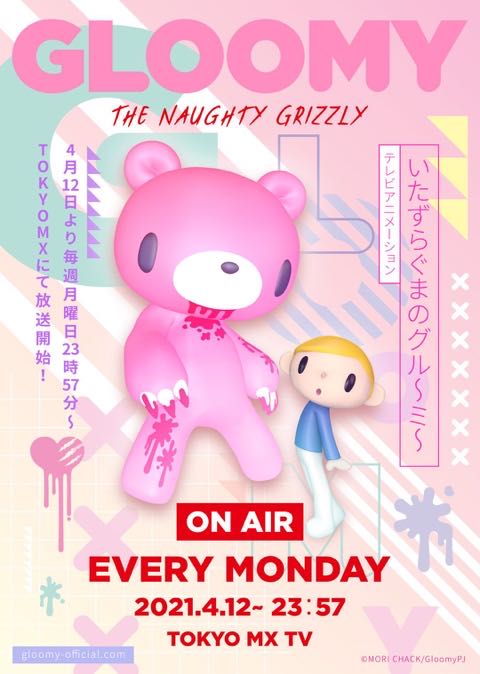 GLOOMY
THE NAUGHTY GRIZZLY
いたずらぐまのグル〜ミ〜
テレビアニメーション
4月12日より毎週月曜日23時57分〜
TOKYOMXにて放送開始！
ON AIR
EVERY MONDAY
2021.4.12~ 23:57
TOKYO MX TV
gloomy-official.com
©MORI CHACK/GloomyPJ